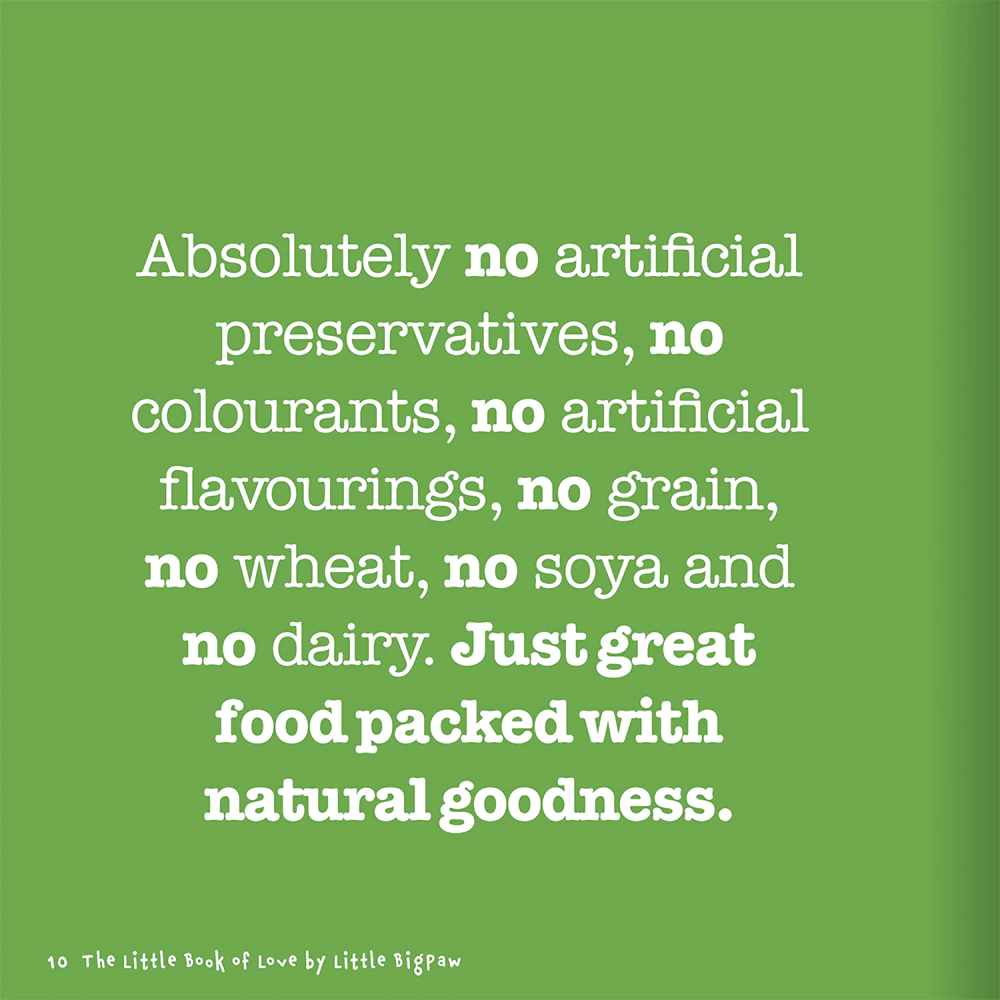 Absolutely no artificial
preservatives, no
colourants, no artificial
flavourings, no grain,
no wheat, no soya and
no dairy. Just great
food packed with
natural goodness.
10 The Little Book of Love by Little BigPaw